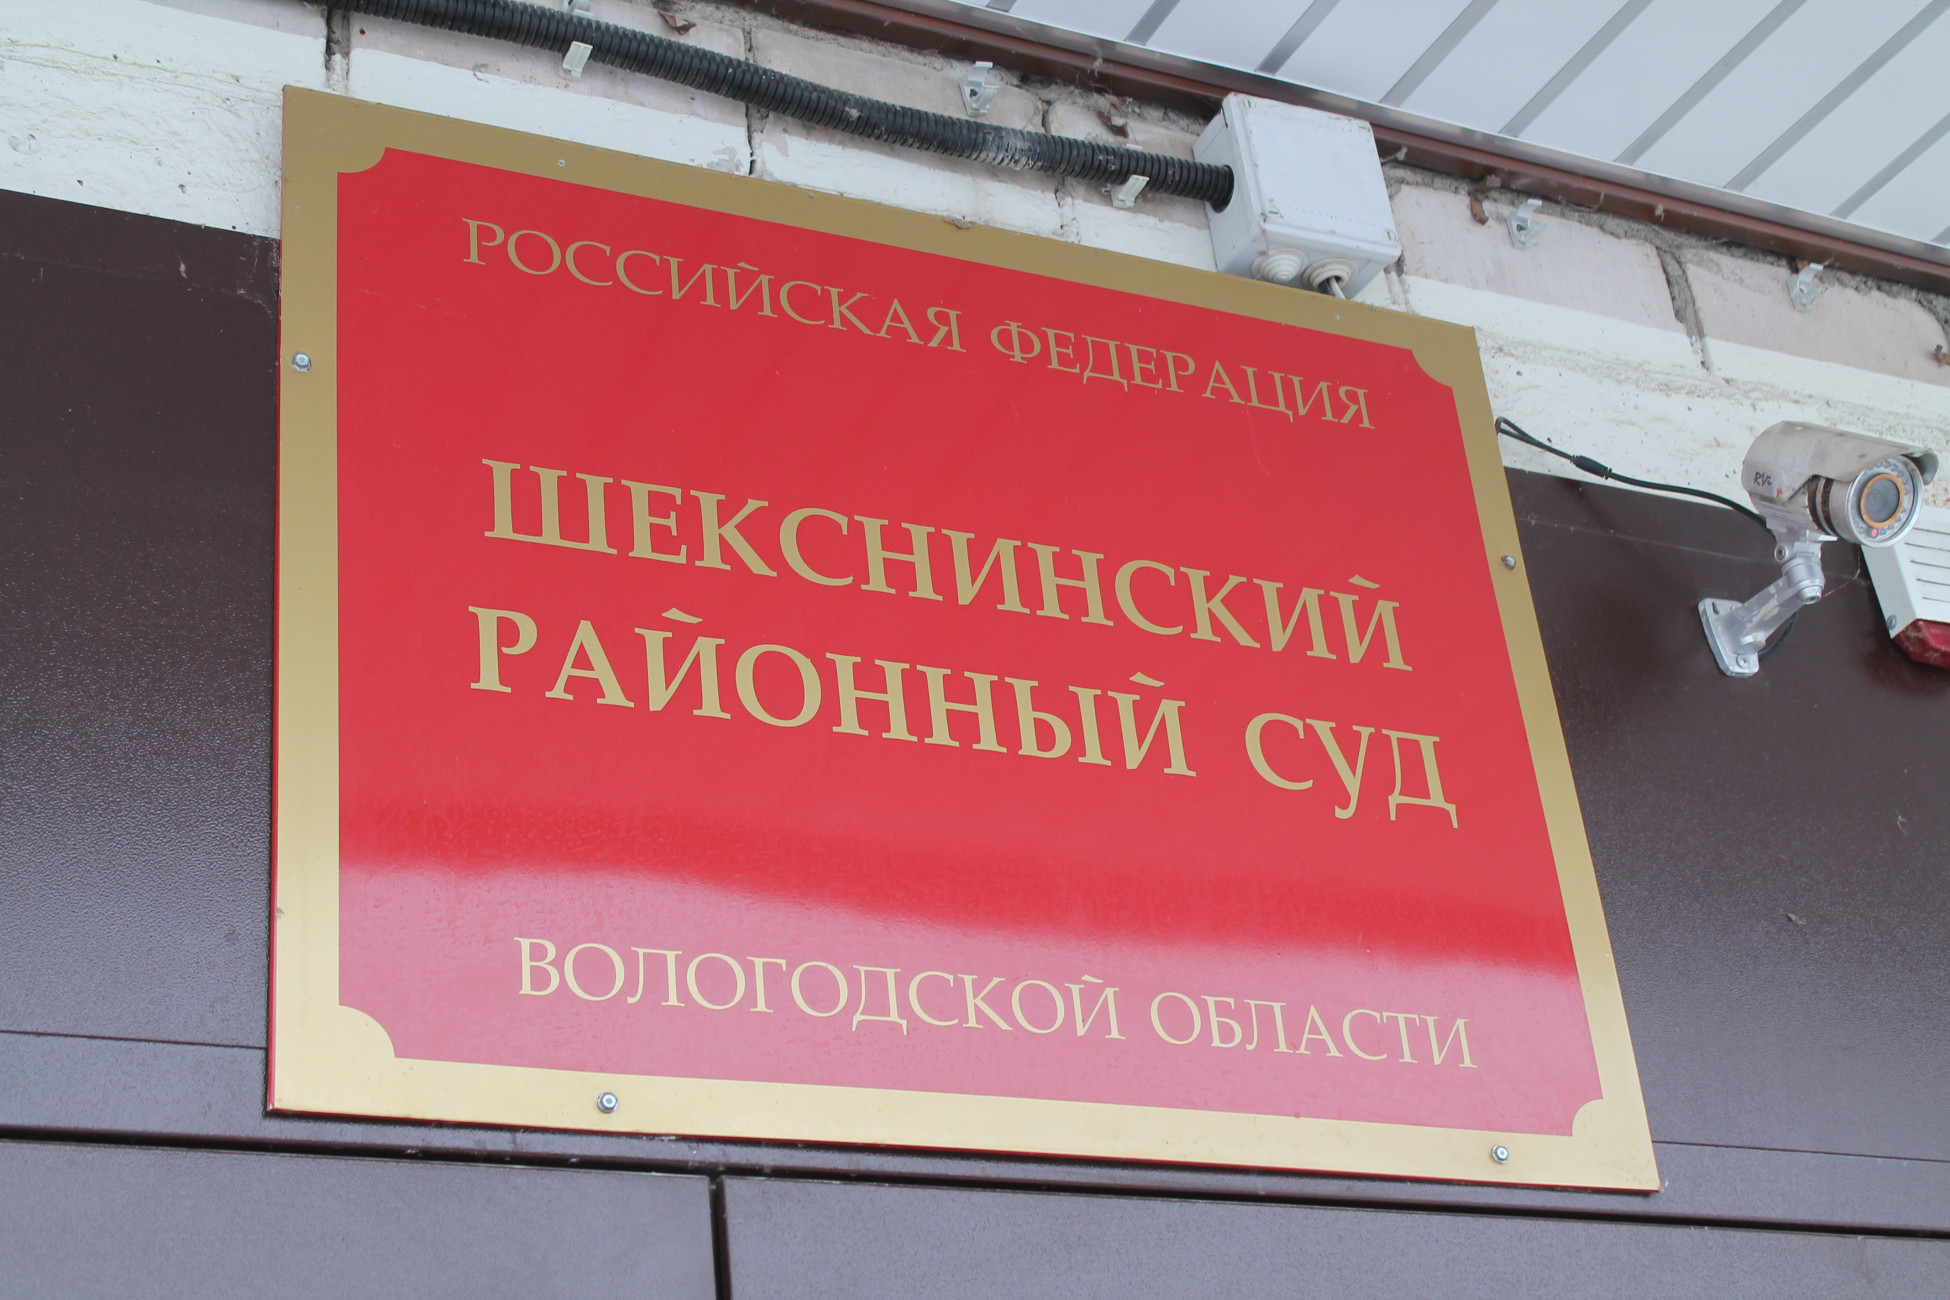 РОССИЙСКАЯ ФЕДЕРАЦИЯ
ШЕКСНИНСКИЙ
РАЙОННЫЙ СУД
ВОЛОГОДСКОЙ ОБЛАСТИ